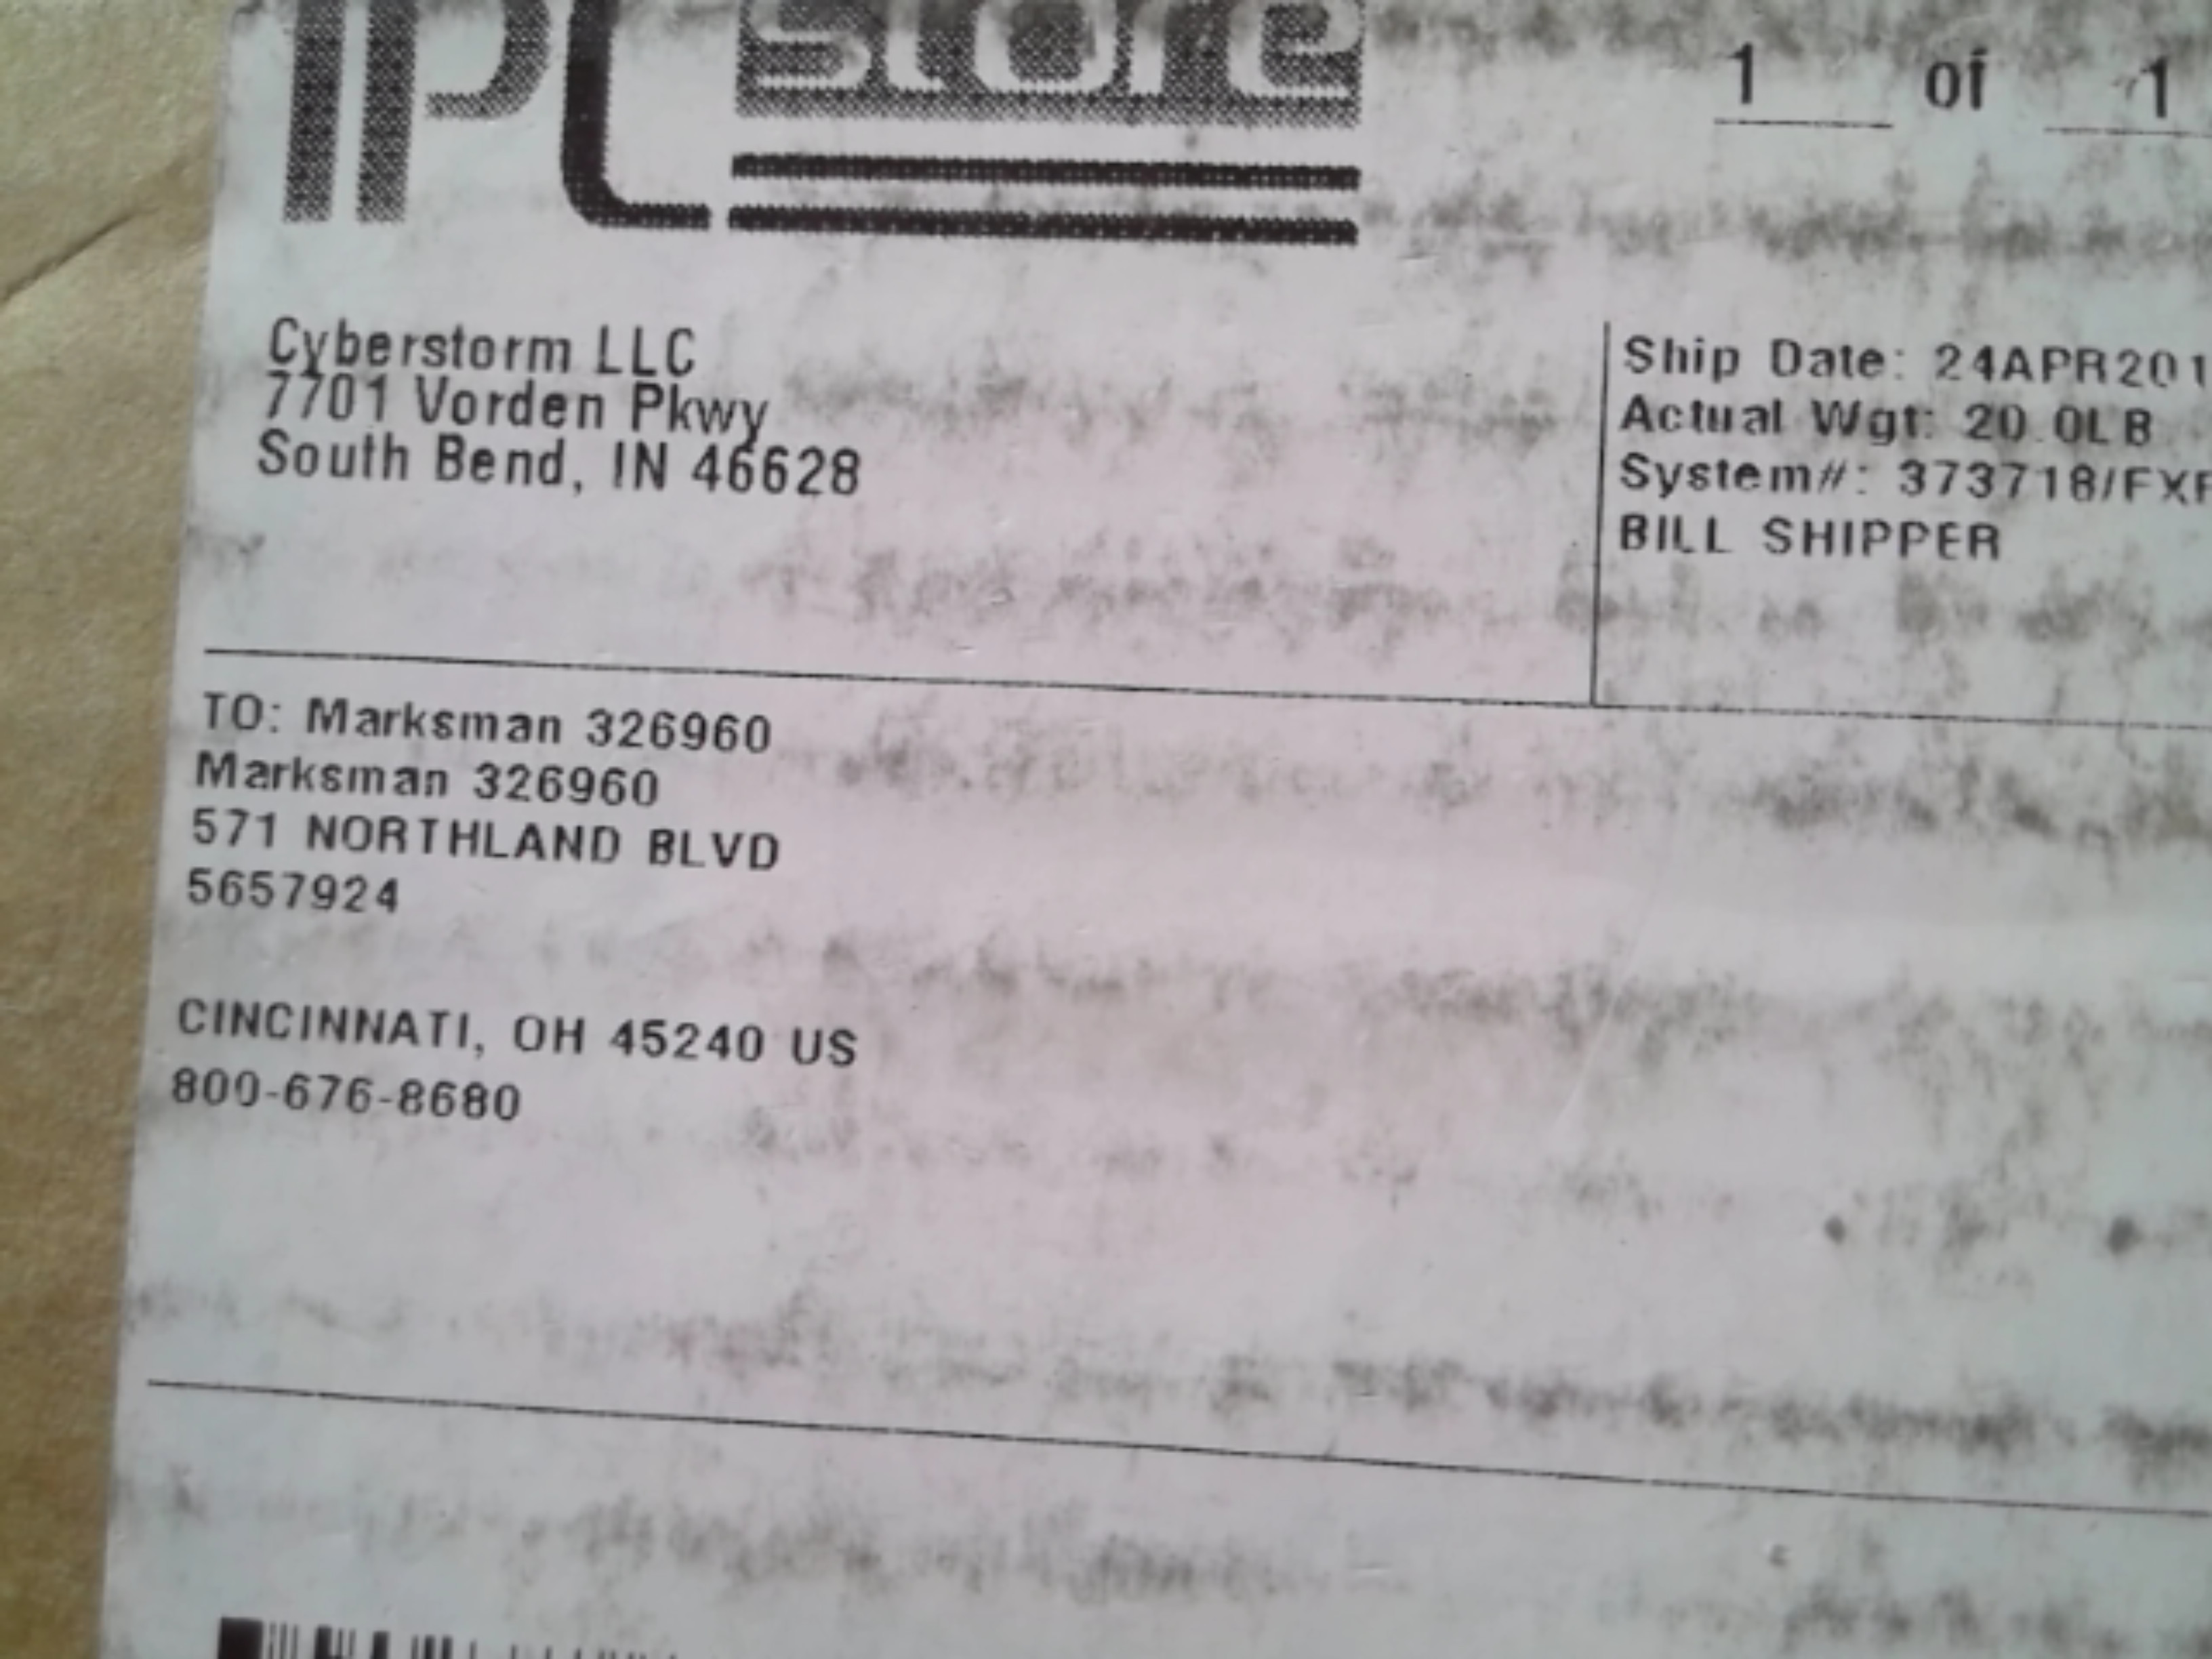 store
1 of 1
Cyberstorm LLC
7701 Vorden Pkwy
South Bend, IN 46628
Ship Date: 24APR201
Actual Wgt: 20.0LB
System#: 373718/FXF
BILL SHIPPER
TO: Marksman 326960
Marksman 326960
571 NORTHLAND BLVD
5657924
CINCINNATI, OH 45240 US
800-676-8680